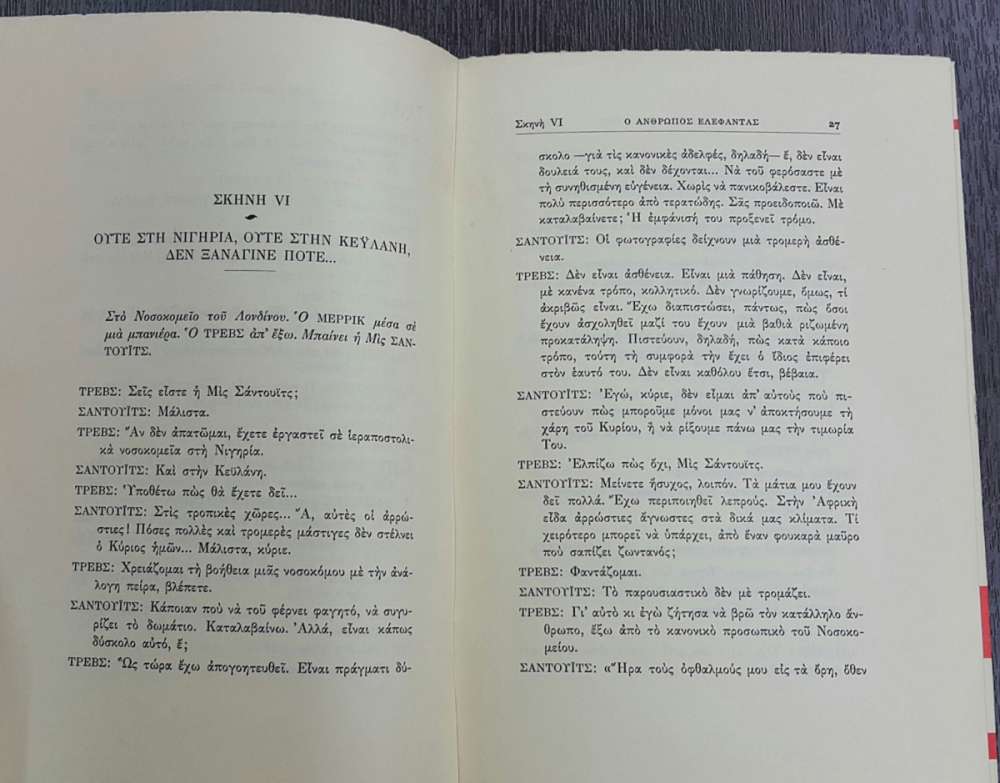 ΣΚΗΝΗ VI
ΟΥΤΕ ΣΤΗ ΝΙΓΗΡΙΑ, ΟΥΤΕ ΣΤΗΝ ΚΕΫΛΑΝΗ,
ΔΕΝ ΞΑΝΑΓΙΝΕ ΠΟΤΕ...
Στὸ Νοσοκομεῖο τοῦ Λονδίνου. Ὁ ΜΕΡΡΙΚ μέσα σὲ
μιὰ μπανιέρα. Ὁ ΤΡΕΒΣ ἀπ' ἔξω. Μπαίνει ἡ Μὶς ΣΑΝ-
ΤΟΥΪΤΣ.
ΤΡΕΒΣ: Σεῖς εἶστε ἡ Μὶς Σάντουϊτς;
ΣΑΝΤΟΥΪΤΣ: Μάλιστα.
ΤΡΕΒΣ: Ἂν δὲν ἀπατῶμαι, ἔχετε ἐργαστεῖ σὲ ἱεραποστολι-
κὰ νοσοκομεῖα στὴ Νιγηρία.
ΣΑΝΤΟΥΪΤΣ: Καὶ στὴν Κεϋλάνη.
ΤΡΕΒΣ: Ὑποθέτω πὼς θὰ ἔχετε δεῖ...
ΣΑΝΤΟΥΪΤΣ: Στὶς τροπικὲς χῶρες... Ἄ, αὐτὲς οἱ ἀρρώ-
στιες! Πόσες πολλὲς καὶ τρομερὲς μάστιγες δὲν στέλνει
ὁ Κύριος ἡμῶν... Μάλιστα, κύριε.
ΤΡΕΒΣ: Χρειάζομαι τὴ βοήθεια μιᾶς νοσοκόμου μὲ τὴν ἀνά-
λογη πείρα, βλέπετε.
ΣΑΝΤΟΥΪΤΣ: Κάποιαν ποὺ νὰ τοῦ φέρνει φαγητό, νὰ συγυ-
ρίζει τὸ δωμάτιο. Καταλαβαίνω. Ἀλλά, εἶναι κάπως
δύσκολο αὐτό, ἔ;
ΤΡΕΒΣ: Ὣς τώρα ἔχω ἀπογοητευθεῖ. Εἶναι πράγματι δύ-
Σκηνὴ VI Ο ΑΝΘΡΩΠΟΣ ΕΛΕΦΑΝΤΑΣ 27
σκολο —γιὰ τὶς κανονικὲς ἀδελφές, δηλαδή— ἔ, δὲν εἶναι
δουλειά τους, καὶ δὲν δέχονται... Νὰ τοῦ φερόσαστε μὲ
τὴ συνηθισμένη εὐγένεια. Χωρὶς νὰ πανικοβάλεστε. Εἶναι
πολὺ περισσότερο ἀπὸ τερατώδης. Σᾶς προειδοποιῶ. Μὲ
καταλαβαίνετε; Ἡ ἐμφάνισή του προξενεῖ τρόμο.
ΣΑΝΤΟΥΪΤΣ: Οἱ φωτογραφίες δείχνουν μιὰ τρομερὴ ἀσθέ-
νεια.
ΤΡΕΒΣ: Δὲν εἶναι ἀσθένεια. Εἶναι μιὰ πάθηση. Δὲν εἶναι,
μὲ κανένα τρόπο, κολλητικό. Δὲν γνωρίζουμε, ὅμως, τί
ἀκριβῶς εἶναι. Ἔχω διαπιστώσει, πάντως, πὼς ὅσοι
ἔχουν ἀσχοληθεῖ μαζί του ἔχουν μιὰ βαθιὰ ριζωμένη
προκατάληψη. Πιστεύουν, δηλαδή, πὼς κατὰ κάποιο
τρόπο, τούτη τὴ συμφορὰ τὴν ἔχει ὁ ἴδιος ἐπιφέρει
στὸν ἑαυτό του. Δὲν εἶναι καθόλου ἔτσι, βέβαια.
ΣΑΝΤΟΥΪΤΣ: Ἐγώ, κύριε, δὲν εἶμαι ἀπ' αὐτοὺς ποὺ πι-
στεύουν πὼς μποροῦμε μόνοι μας ν' ἀποκτήσουμε τὴ
χάρη τοῦ Κυρίου, ἢ νὰ ρίξουμε πάνω μας τὴν τιμωρία
Του.
ΤΡΕΒΣ: Ἐλπίζω πὼς ὄχι, Μὶς Σάντουϊτς.
ΣΑΝΤΟΥΪΤΣ: Μείνετε ἥσυχος, λοιπόν. Τὰ μάτια μου ἔχουν
δεῖ πολλά. Ἔχω περιποιηθεῖ λεπρούς. Στὴν Ἀφρικὴ
εἶδα ἀρρώστιες ἄγνωστες στὰ δικά μας κλίματα. Τί
χειρότερο μπορεῖ νὰ ὑπάρχει, ἀπὸ ἕναν φουκαρὰ μαῦρο
ποὺ σαπίζει ζωντανός;
ΤΡΕΒΣ: Φαντάζομαι.
ΣΑΝΤΟΥΪΤΣ: Τὸ παρουσιαστικὸ δὲν μὲ τρομάζει.
ΤΡΕΒΣ: Γι' αὐτὸ κι ἐγὼ ζήτησα νὰ βρῶ τὸν κατάλληλο ἄν-
θρωπο, ἔξω ἀπὸ τὸ κανονικὸ προσωπικὸ τοῦ Νοσοκο-
μείου.
ΣΑΝΤΟΥΪΤΣ: «Ἦρα τοὺς ὀφθαλμούς μου εἰς τὰ ὄρη, ὅθεν